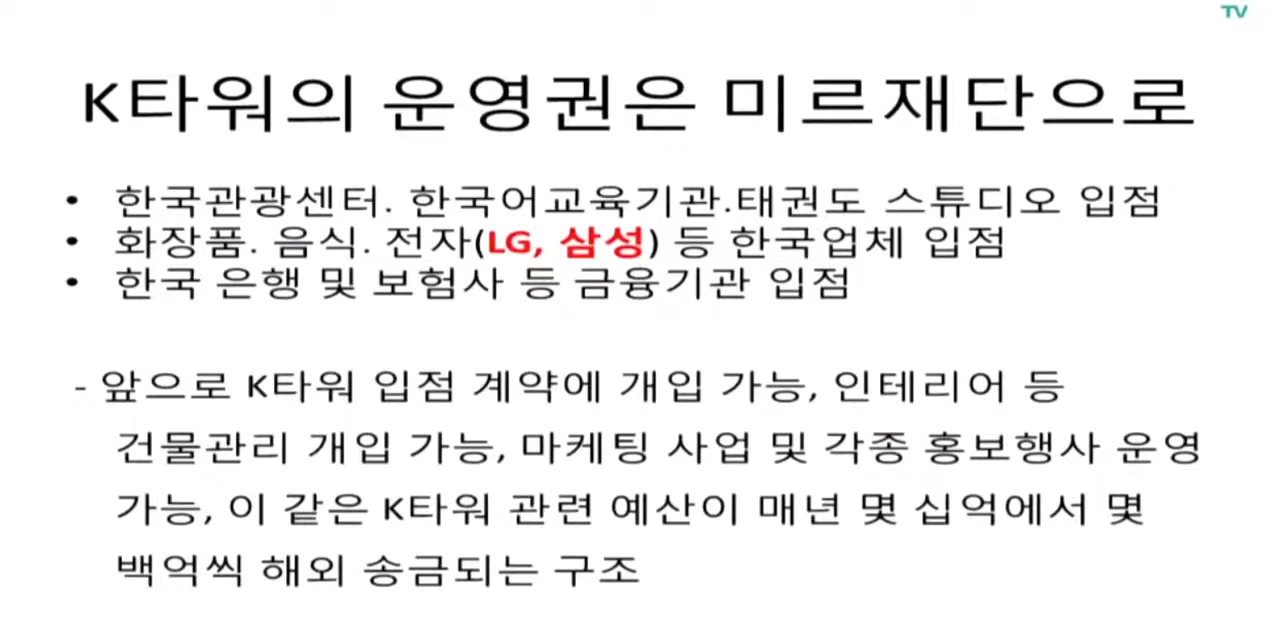 TV
K타워의 운영권은 미르재단으로
• 한국관광센터. 한국어교육기관.태권도 스튜디오 입점
• 화장품. 음식. 전자(LG, 삼성) 등 한국업체 입점
• 한국 은행 및 보험사 등 금융기관 입점
- 앞으로 K타워 입점 계약에 개입 가능, 인테리어 등
건물관리 개입 가능, 마케팅 사업 및 각종 홍보행사 운영
가능, 이 같은 K타워 관련 예산이 매년 몇 십억에서 몇
백억씩 해외 송금되는 구조